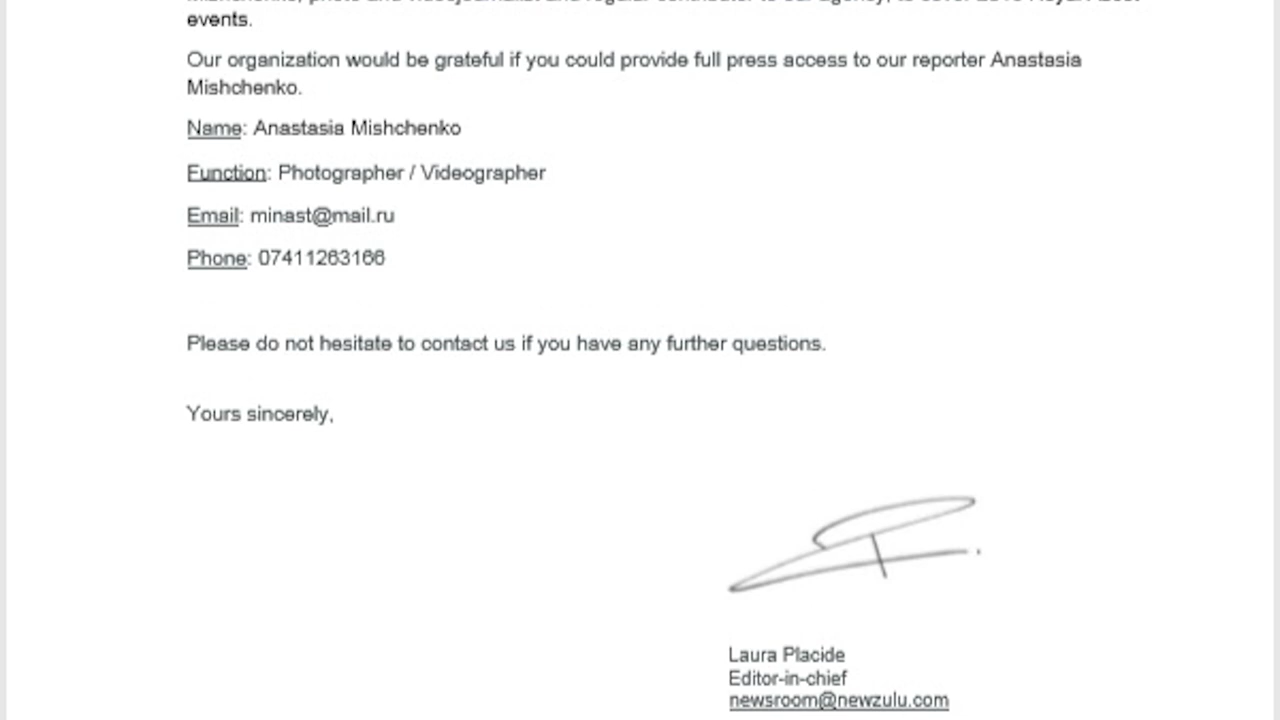 events.
Our organization would be grateful if you could provide full press access to our reporter Anastasia
Mishchenko.
Name: Anastasia Mishchenko
Function: Photographer / Videographer
Email: minast@mail.ru
Phone: 07411263166
Please do not hesitate to contact us if you have any further questions.
Yours sincerely,
Laura Placide
Editor-in-chief
newsroom@newzulu.com